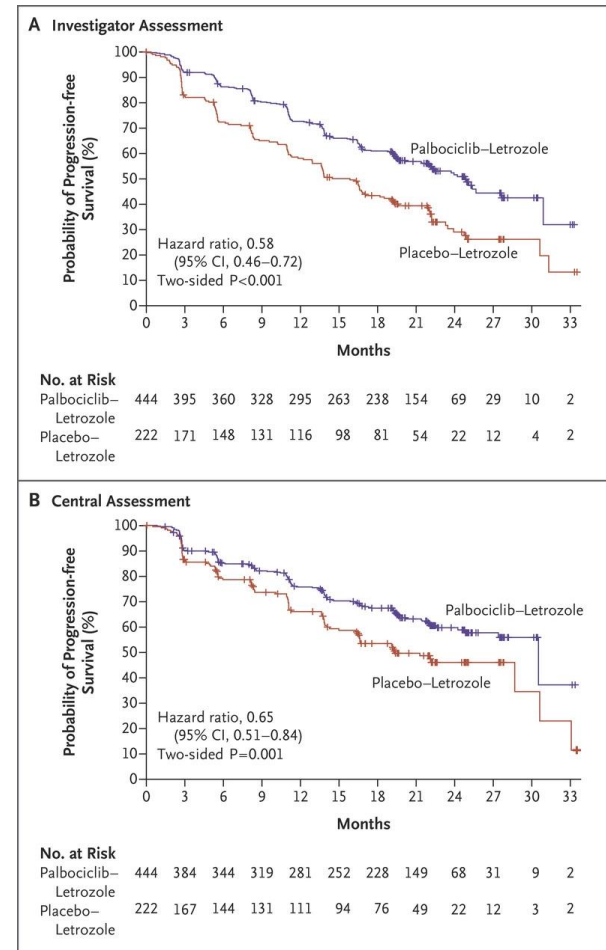 A Investigator Assessment
Probability of Progression-free
Survival (%)
100
90
80
70
60
50
40
30
20
10
0
Palbociclib–Letrozole
Placebo–Letrozole
Hazard ratio, 0.58
(95% CI, 0.46–0.72)
Two-sided P<0.001
0 3 6 9 12 15 18 21 24 27 30 33
Months
No. at Risk
Palbociclib– 444 395 360 328 295 263 238 154 69 29 10 2
Letrozole
Placebo– 222 171 148 131 116 98 81 54 22 12 4 2
Letrozole
B Central Assessment
Probability of Progression-free
Survival (%)
100
90
80
70
60
50
40
30
20
10
0
Palbociclib–Letrozole
Placebo–Letrozole
Hazard ratio, 0.65
(95% CI, 0.51–0.84)
Two-sided P=0.001
0 3 6 9 12 15 18 21 24 27 30 33
Months
No. at Risk
Palbociclib– 444 384 344 319 281 252 228 149 68 31 9 2
Letrozole
Placebo– 222 167 144 131 111 94 76 49 22 12 3 2
Letrozole